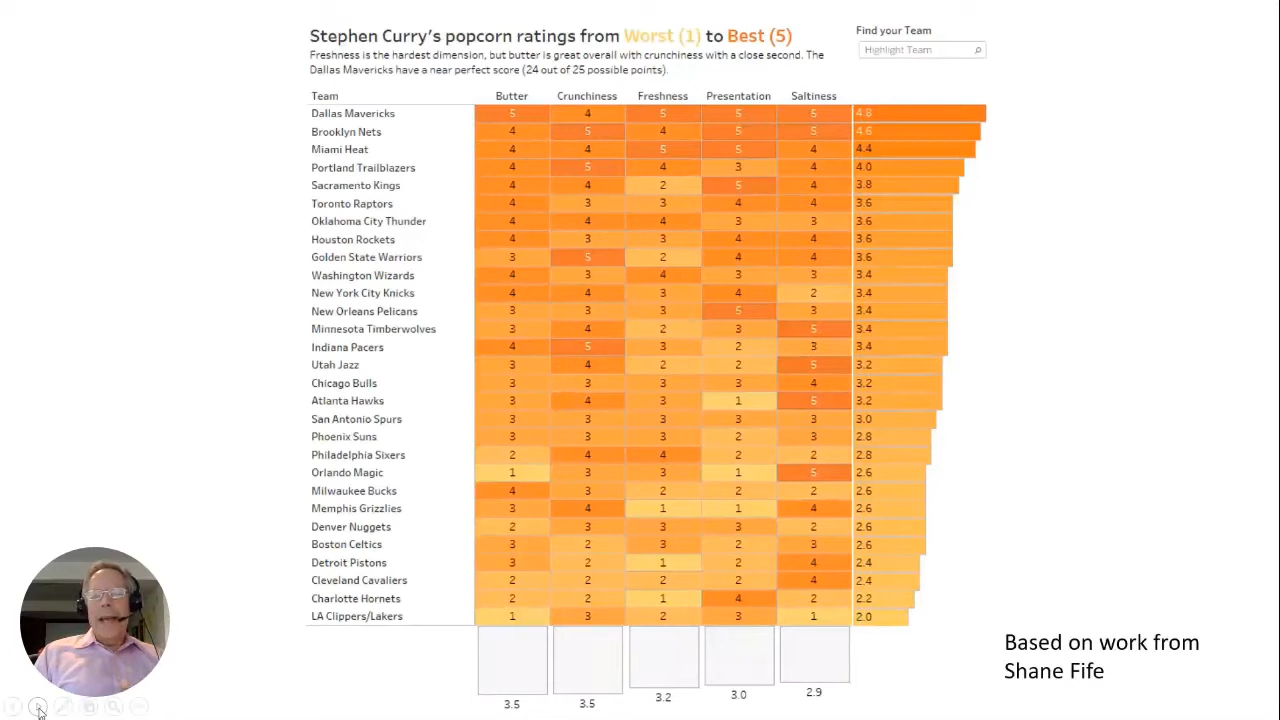 Stephen Curry's popcorn ratings from Worst (1) to Best (5)
Freshness is the hardest dimension, but butter is great overall with crunchiness with a close second. The
Dallas Mavericks have a near perfect score (24 out of 25 possible points).
Find your Team
Highlight Team
Team Butter Crunchiness Freshness Presentation Saltiness
Dallas Mavericks 5 4 5 5 5 4.8
Brooklyn Nets 4 5 4 5 5 4.6
Miami Heat 4 4 5 5 4 4.4
Portland Trailblazers 4 5 4 3 4 4.0
Sacramento Kings 4 4 2 5 4 3.8
Toronto Raptors 4 3 3 4 4 3.6
Oklahoma City Thunder 4 4 4 3 3 3.6
Houston Rockets 4 3 3 4 4 3.6
Golden State Warriors 3 5 2 4 4 3.6
Washington Wizards 4 3 4 3 3 3.4
New York City Knicks 4 4 3 4 2 3.4
New Orleans Pelicans 3 3 3 5 3 3.4
Minnesota Timberwolves 3 4 2 3 5 3.4
Indiana Pacers 4 5 3 2 3 3.4
Utah Jazz 3 4 2 2 5 3.2
Chicago Bulls 3 3 3 3 4 3.2
Atlanta Hawks 3 4 3 1 5 3.2
San Antonio Spurs 3 3 3 3 3 3.0
Phoenix Suns 3 3 3 2 3 2.8
Philadelphia Sixers 2 4 4 2 2 2.8
Orlando Magic 1 3 3 1 5 2.6
Milwaukee Bucks 4 3 2 2 2 2.6
Memphis Grizzlies 3 4 1 1 4 2.6
Denver Nuggets 2 3 3 3 2 2.6
Boston Celtics 3 2 3 2 3 2.6
Detroit Pistons 3 2 1 2 4 2.4
Cleveland Cavaliers 2 2 2 2 4 2.4
Charlotte Hornets 2 2 1 4 2 2.2
LA Clippers/Lakers 1 3 2 3 1 2.0
3.5 3.5 3.2 3.0 2.9
Based on work from
Shane Fife